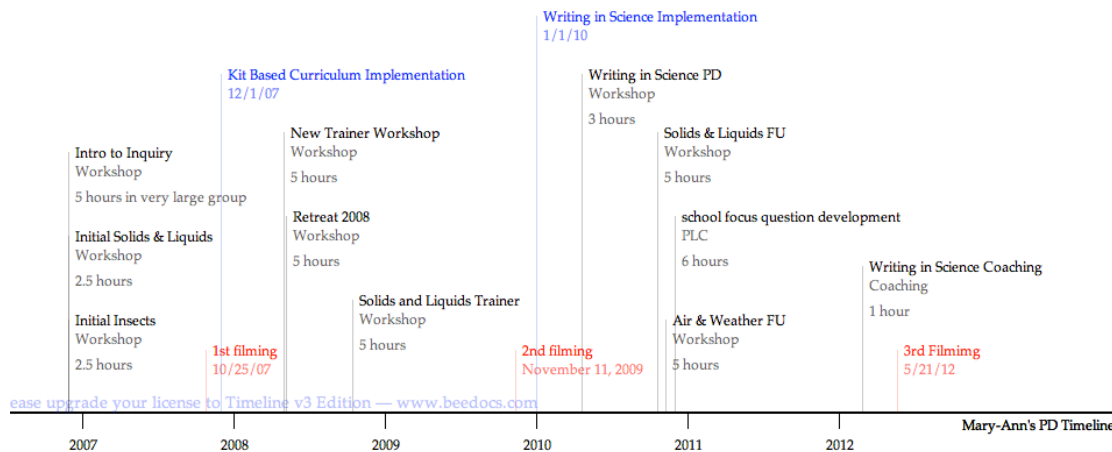 Writing in Science Implementation
1/1/10
Kit Based Curriculum Implementation
12/1/07
Writing in Science PD
Workshop
3 hours
New Trainer Workshop
Workshop
5 hours
Solids & Liquids FU
Workshop
5 hours
Intro to Inquiry
Workshop
5 hours in very large group
Retreat 2008
Workshop
5 hours
school focus question development
PLC
6 hours
Initial Solids & Liquids
Workshop
2.5 hours
Writing in Science Coaching
Coaching
1 hour
Solids and Liquids Trainer
Workshop
5 hours
Initial Insects
Workshop
2.5 hours
Air & Weather FU
Workshop
5 hours
1st filming
10/25/07
2nd filming
November 11, 2009
3rd Filmimg
5/21/12
ease upgrade your license to Timeline v3 Edition — www.beedocs.com
Mary-Ann's PD Timeline
2007 2008 2009 2010 2011 2012